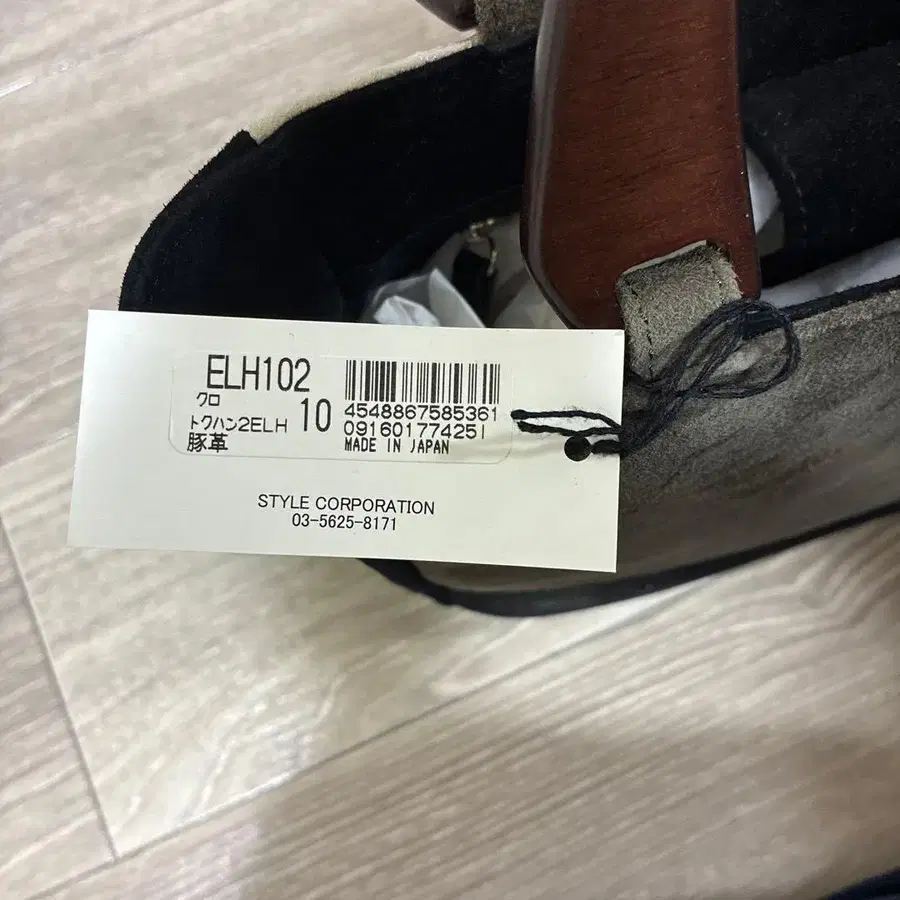 ELH102
クロ
トクハン2ELH 10
豚革
4548867585361
091601774251
MADE IN JAPAN
STYLE CORPORATION
03-5625-8171